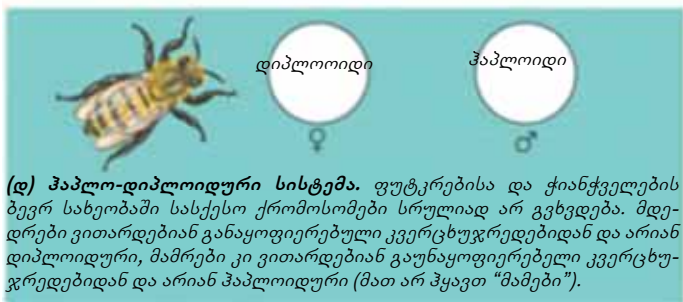 დიპლოოიდი
ჰაპლოიდი
♀
♂
(დ) ჰაპლო-დიპლოიდური სისტემა. ფუტკრებისა და ჭიანჭველების
ბევრ სახეობაში სასქესო ქრომოსომები სრულიად არ გვხვდება. მდე-
დრები ვითარდებიან განაყოფიერებული კვერცხუჯრედებიდან და არიან
დიპლოიდური, მამრები კი ვითარდებიან გაუნაყოფიერებელი კვერცხუ-
ჯრედებიდან და არიან ჰაპლოიდური (მათ არ ჰყავთ “მამები”).